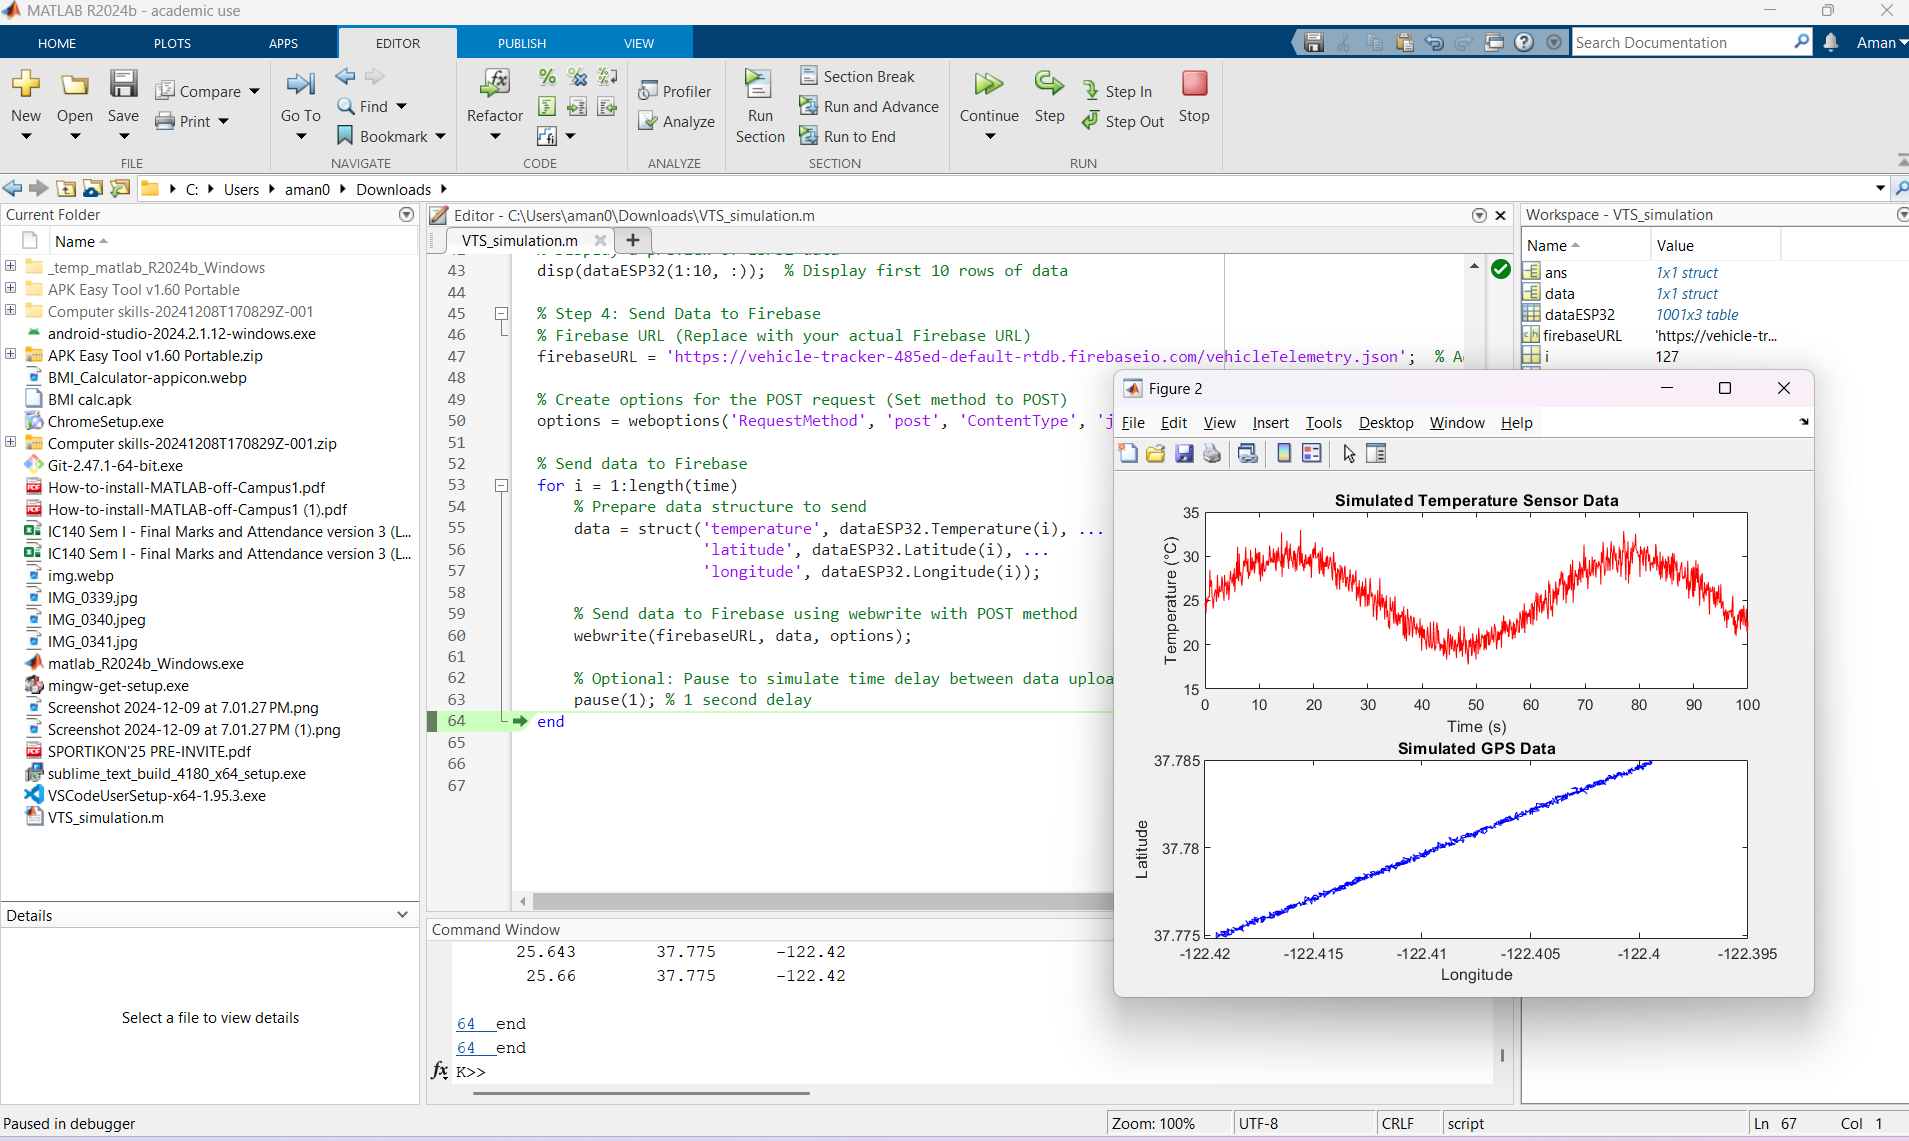 MATLAB R2024b - academic use
HOME PLOTS APPS EDITOR PUBLISH VIEW
Search Documentation
Aman
New
Open
Save
Compare
Print
FILE
Go To
Find
Bookmark
NAVIGATE
Refactor
CODE
Profiler
Analyze
ANALYZE
Run
Section
Section Break
Run and Advance
Run to End
SECTION
Continue
Step
Step In
Step Out
Stop
RUN
C: Users aman0 Downloads
Current Folder
Name
_temp_matlab_R2024b_Windows
APK Easy Tool v1.60 Portable
Computer skills-20241208T170829Z-001
android-studio-2024.2.1.12-windows.exe
APK Easy Tool v1.60 Portable.zip
BMI_Calculator-appicon.webp
BMI calc.apk
ChromeSetup.exe
Computer skills-20241208T170829Z-001.zip
Git-2.47.1-64-bit.exe
How-to-install-MATLAB-off-Campus1.pdf
How-to-install-MATLAB-off-Campus1 (1).pdf
IC140 Sem I - Final Marks and Attendance version 3 (L...
IC140 Sem I - Final Marks and Attendance version 3 (L...
img.webp
IMG_0339.jpg
IMG_0340.jpeg
IMG_0341.jpg
matlab_R2024b_Windows.exe
mingw-get-setup.exe
Screenshot 2024-12-09 at 7.01.27 PM.png
Screenshot 2024-12-09 at 7.01.27 PM (1).png
SPORTIKON'25 PRE-INVITE.pdf
sublime_text_build_4180_x64_setup.exe
VSCodeUserSetup-x64-1.95.3.exe
VTS_simulation.m
Details
Select a file to view details
Editor - C:\Users\aman0\Downloads\VTS_simulation.m
VTS_simulation.m
43 disp(dataESP32(1:10, :)); % Display first 10 rows of data
44
45 % Step 4: Send Data to Firebase
46 % Firebase URL (Replace with your actual Firebase URL)
47 firebaseURL = 'https://vehicle-tracker-485ed-default-rtdb.firebaseio.com/vehicleTelemetry.json'; % A
48
49 % Create options for the POST request (Set method to POST)
50 options = weboptions('RequestMethod', 'post', 'ContentType', 'j
51
52 % Send data to Firebase
53 for i = 1:length(time)
54 % Prepare data structure to send
55 data = struct('temperature', dataESP32.Temperature(i), ...
56 'latitude', dataESP32.Latitude(i), ...
57 'longitude', dataESP32.Longitude(i));
58
59 % Send data to Firebase using webwrite with POST method
60 webwrite(firebaseURL, data, options);
61
62 % Optional: Pause to simulate time delay between data uploa
63 pause(1); % 1 second delay
64 end
65
66
67
Command Window
25.643 37.775 -122.42
25.66 37.775 -122.42
64 end
64 end
fx K>>
Workspace - VTS_simulation
Name Value
ans 1x1 struct
data 1x1 struct
dataESP32 1001x3 table
firebaseURL 'https://vehicle-tr...
i 127
Figure 2
File Edit View Insert Tools Desktop Window Help
Simulated Temperature Sensor Data
35
30
25
20
15
Temperature (°C)
0 10 20 30 40 50 60 70 80 90 100
Time (s)
Simulated GPS Data
37.785
37.78
37.775
Latitude
-122.42 -122.415 -122.41 -122.405 -122.4 -122.395
Longitude
Paused in debugger
Zoom: 100% UTF-8 CRLF script Ln 67 Col 1